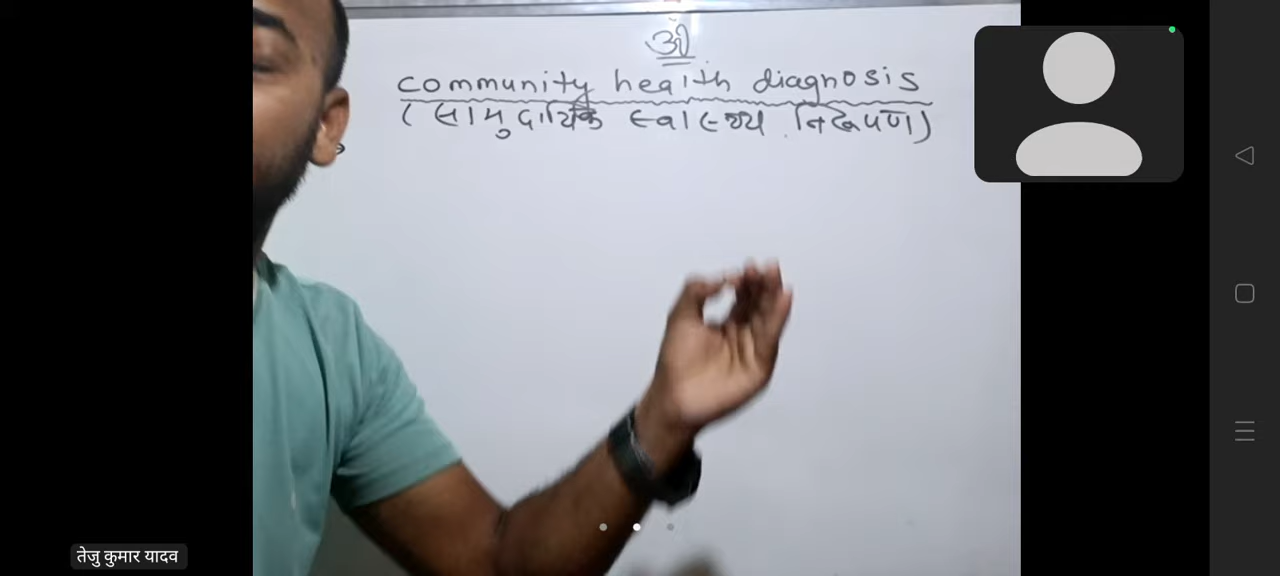 ओ
community health diagnosis
(सामुदायिक स्वास्थ्य निरूपण)
तेजु कुमार यादव